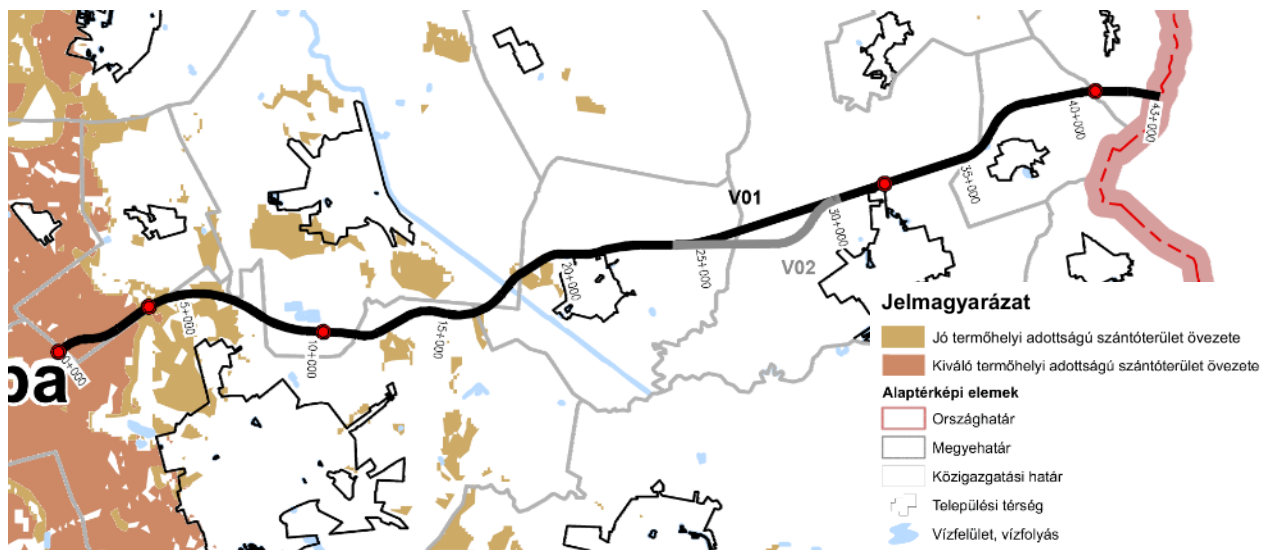 V01
V02
ba
0+000
5+000
10+000
15+000
20+000
25+000
30+000
35+000
40+000
43+000
Jelmagyarázat
Jó termőhelyi adottságú szántóterület övezete
Kiváló termőhelyi adottságú szántóterület övezete
Alaptérképi elemek
Országhatár
Megyehatár
Közigazgatási határ
Települési térség
Vízfelület, vízfolyás